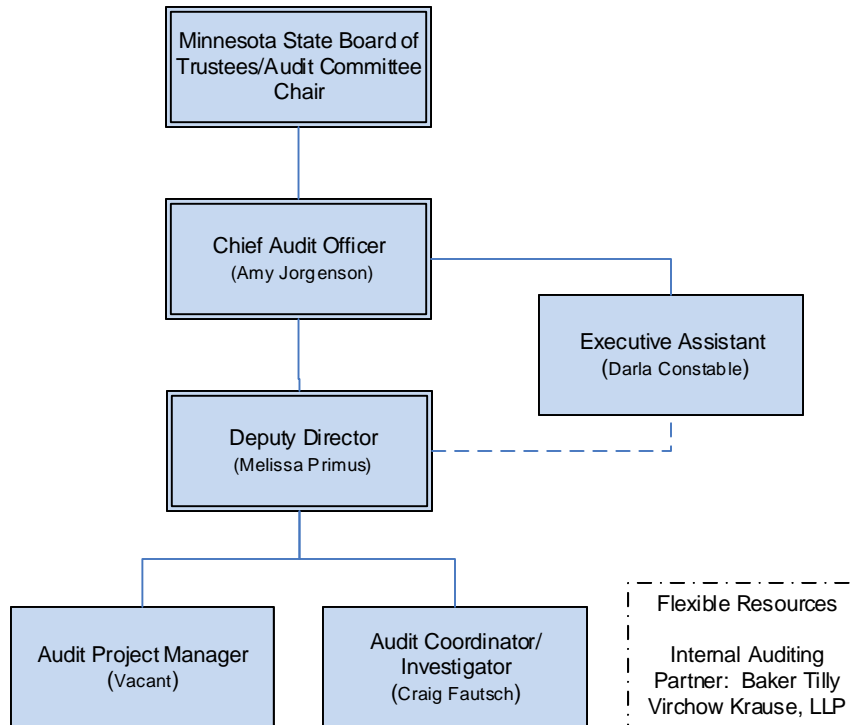 Minnesota State Board of
Trustees/Audit Committee
Chair
Chief Audit Officer
(Amy Jorgenson)
Executive Assistant
(Darla Constable)
Deputy Director
(Melissa Primus)
Audit Project Manager
(Vacant)
Audit Coordinator/
Investigator
(Craig Fautsch)
Flexible Resources
Internal Auditing
Partner: Baker Tilly
Virchow Krause, LLP